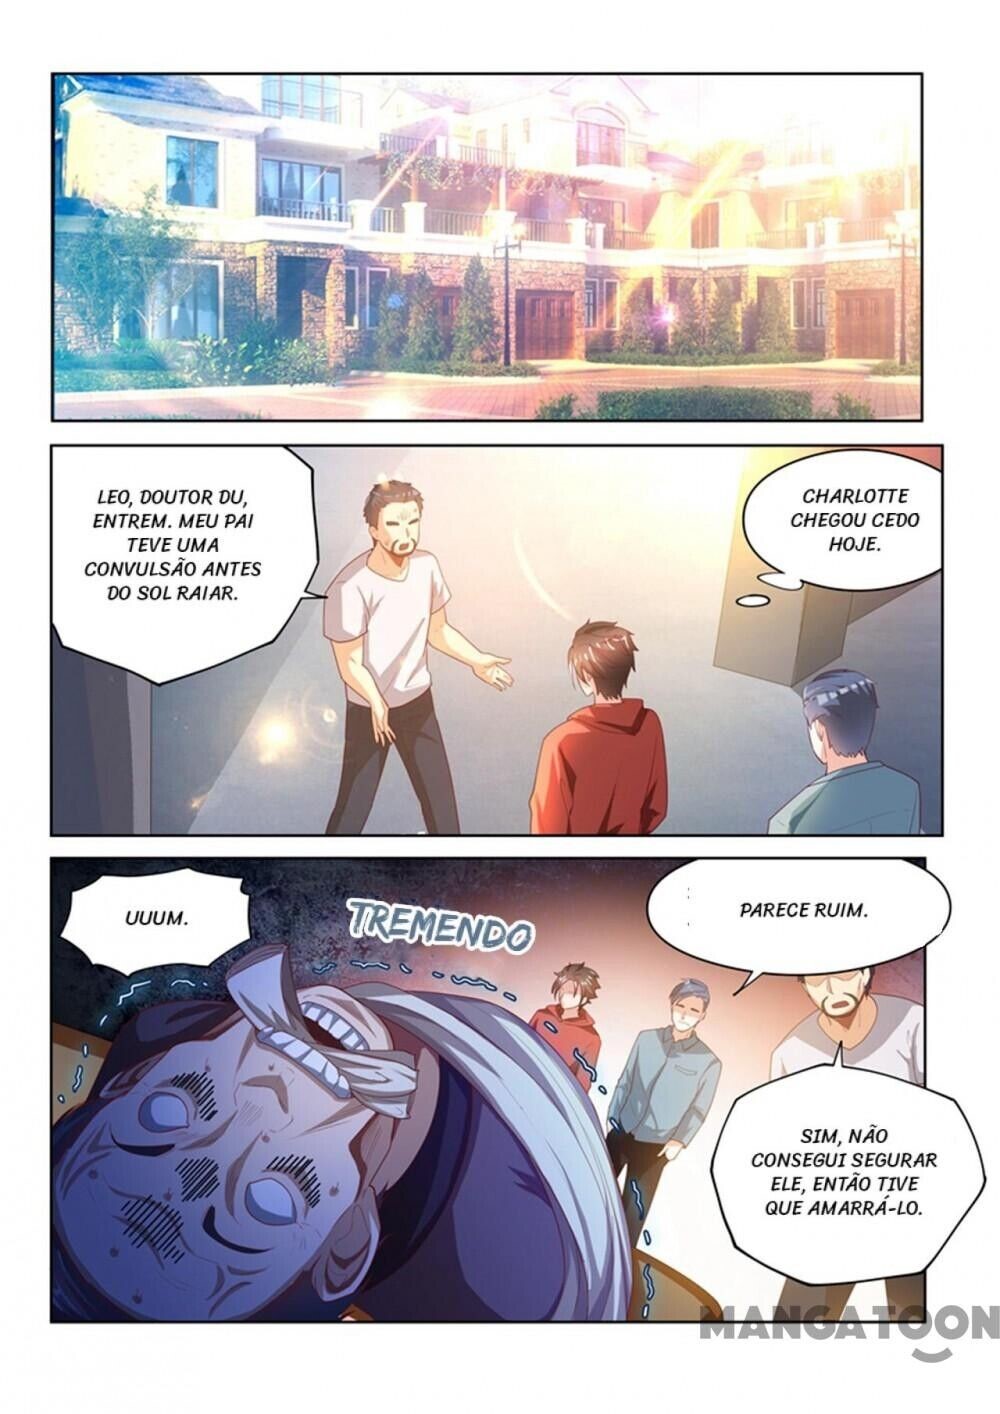 LEO, DOUTOR DU,
ENTREM. MEU PAI
TEVE UMA
CONVULSÃO ANTES
DO SOL RAIAR.
CHARLOTTE
CHEGOU CEDO
HOJE.
UUUM.
TREMENDO
PARECE RUIM.
SIM, NÃO
CONSEGUI SEGURAR
ELE, ENTÃO TIVE
QUE AMARRÁ-LO.
MANGATOON